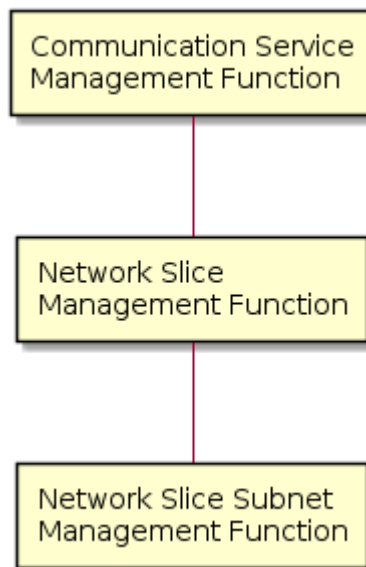 Communication Service
Management Function
Network Slice
Management Function
Network Slice Subnet
Management Function